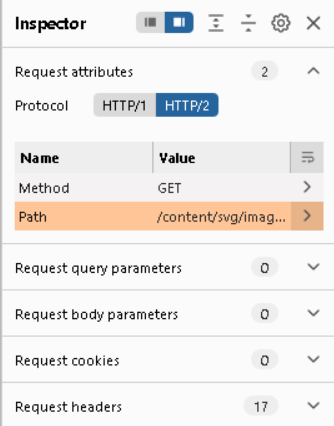 Inspector
Request attributes 2
Protocol HTTP/1 HTTP/2
Name Value
Method GET
Path /content/svg/imag...
Request query parameters 0
Request body parameters 0
Request cookies 0
Request headers 17